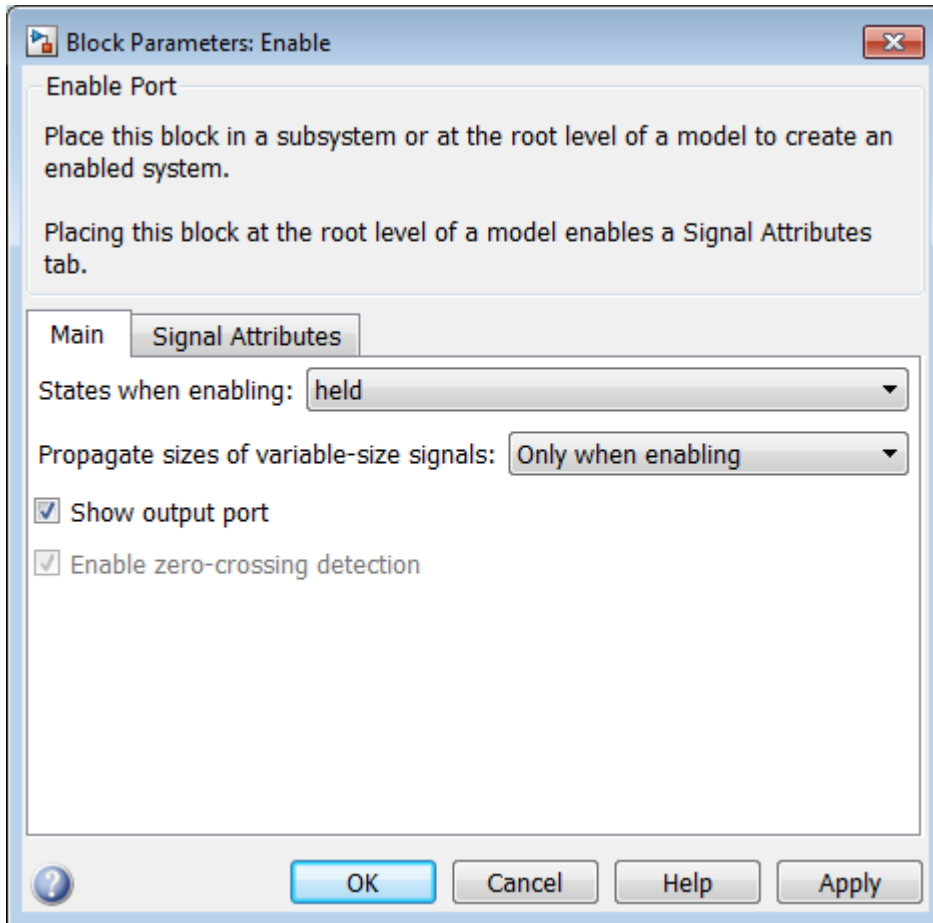 Block Parameters: Enable
Enable Port
Place this block in a subsystem or at the root level of a model to create an
enabled system.
Placing this block at the root level of a model enables a Signal Attributes
tab.
Main Signal Attributes
States when enabling: held
Propagate sizes of variable-size signals: Only when enabling
Show output port
Enable zero-crossing detection
? OK Cancel Help Apply